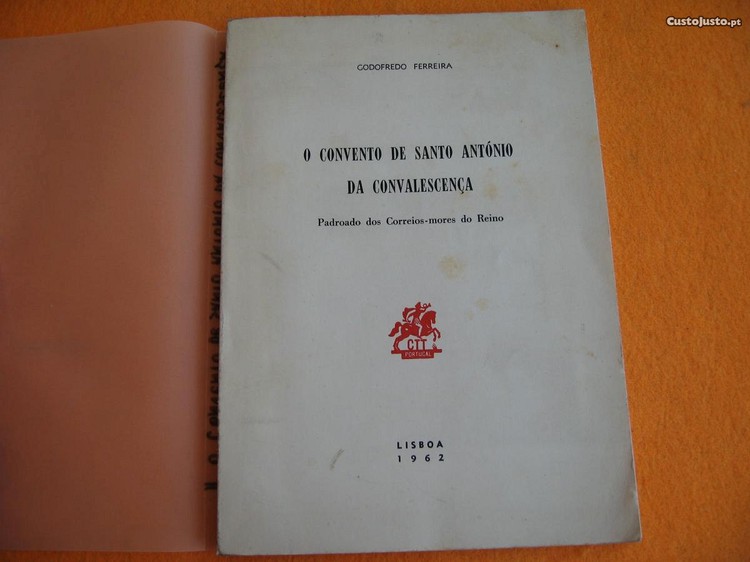 CustoJusto.pt
GODOFREDO FERREIRA
O CONVENTO DE SANTO ANTÓNIO
DA CONVALESCENÇA
Padroado dos Correios-mores do Reino
CTT
PORTUGAL
LISBOA
1962